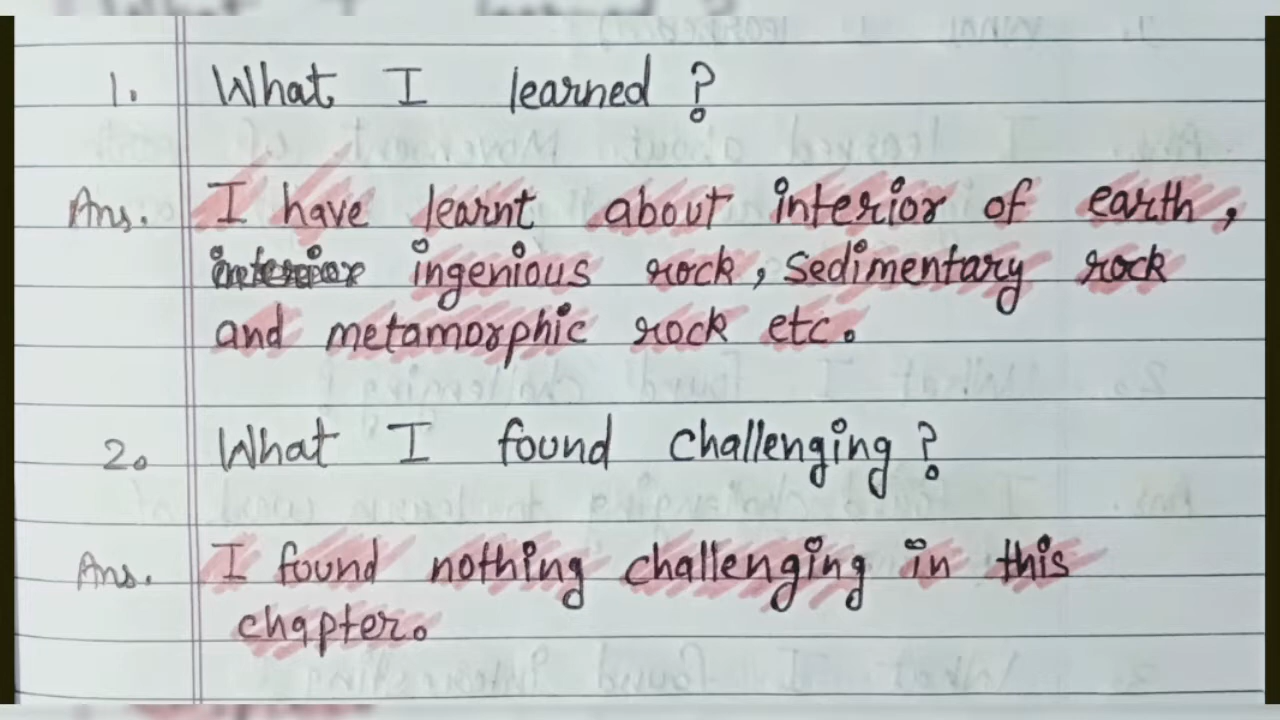 1. What I learned?
Ans. I have learnt about interior of earth,
interior ingenious rock, sedimentary rock
and metamorphic rock etc.
2. What I found challenging?
Ans. I found nothing challenging in this
chapter.